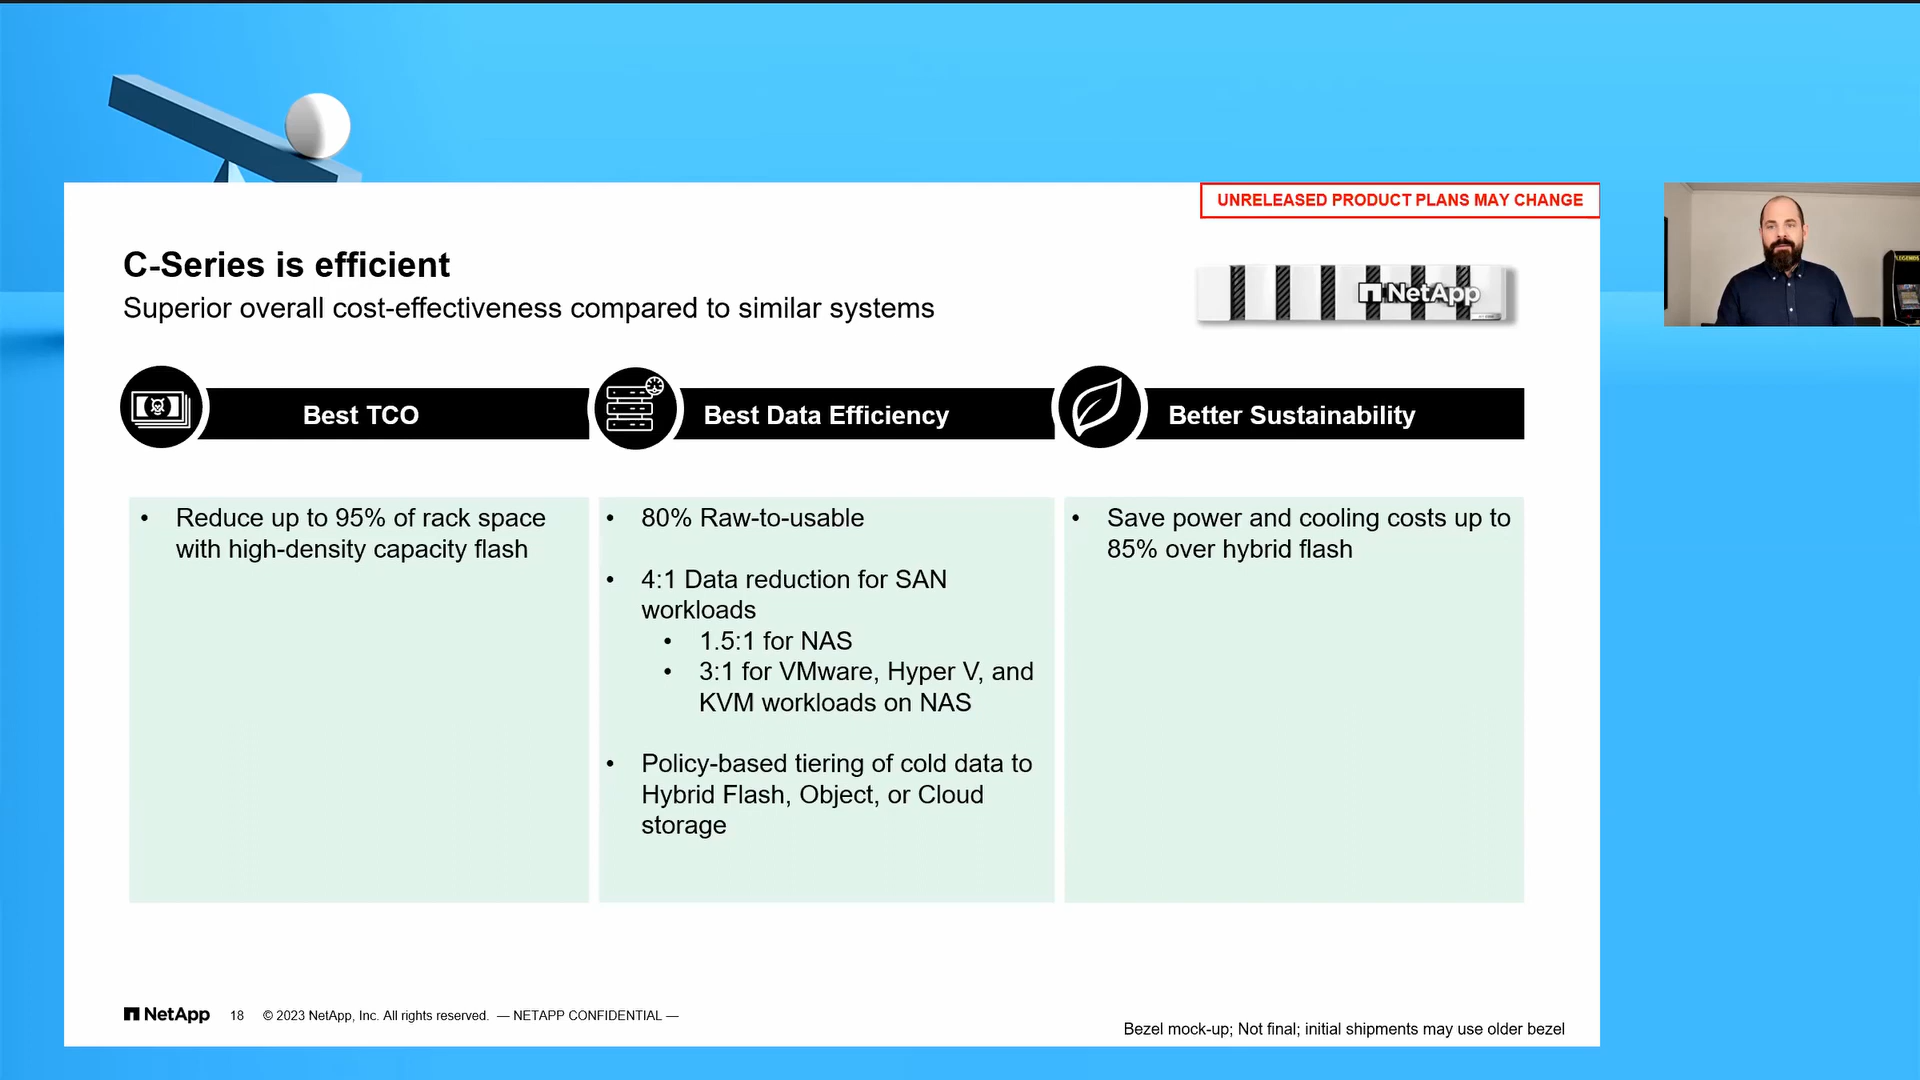 UNRELEASED PRODUCT PLANS MAY CHANGE
C-Series is efficient
Superior overall cost-effectiveness compared to similar systems
NetApp
Best TCO
Best Data Efficiency
Better Sustainability
• Reduce up to 95% of rack space
with high-density capacity flash
• 80% Raw-to-usable
• 4:1 Data reduction for SAN
workloads
• 1.5:1 for NAS
• 3:1 for VMware, Hyper V, and
KVM workloads on NAS
• Policy-based tiering of cold data to
Hybrid Flash, Object, or Cloud
storage
• Save power and cooling costs up to
85% over hybrid flash
NetApp 18 © 2023 NetApp, Inc. All rights reserved. — NETAPP CONFIDENTIAL —
Bezel mock-up; Not final; initial shipments may use older bezel
LEGENDS